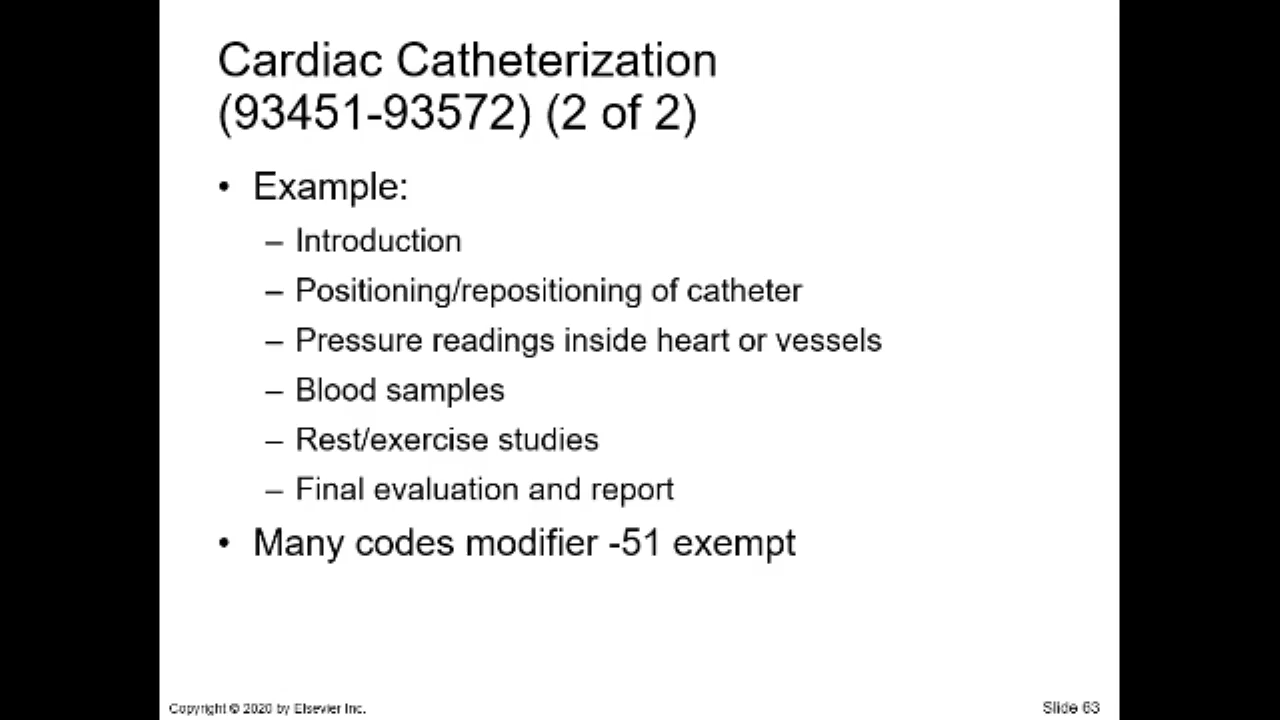 Cardiac Catheterization
(93451-93572) (2 of 2)
• Example:
– Introduction
– Positioning/repositioning of catheter
– Pressure readings inside heart or vessels
– Blood samples
– Rest/exercise studies
– Final evaluation and report
• Many codes modifier -51 exempt
Copyright © 2020 by Elsevier Inc.
Slide 63